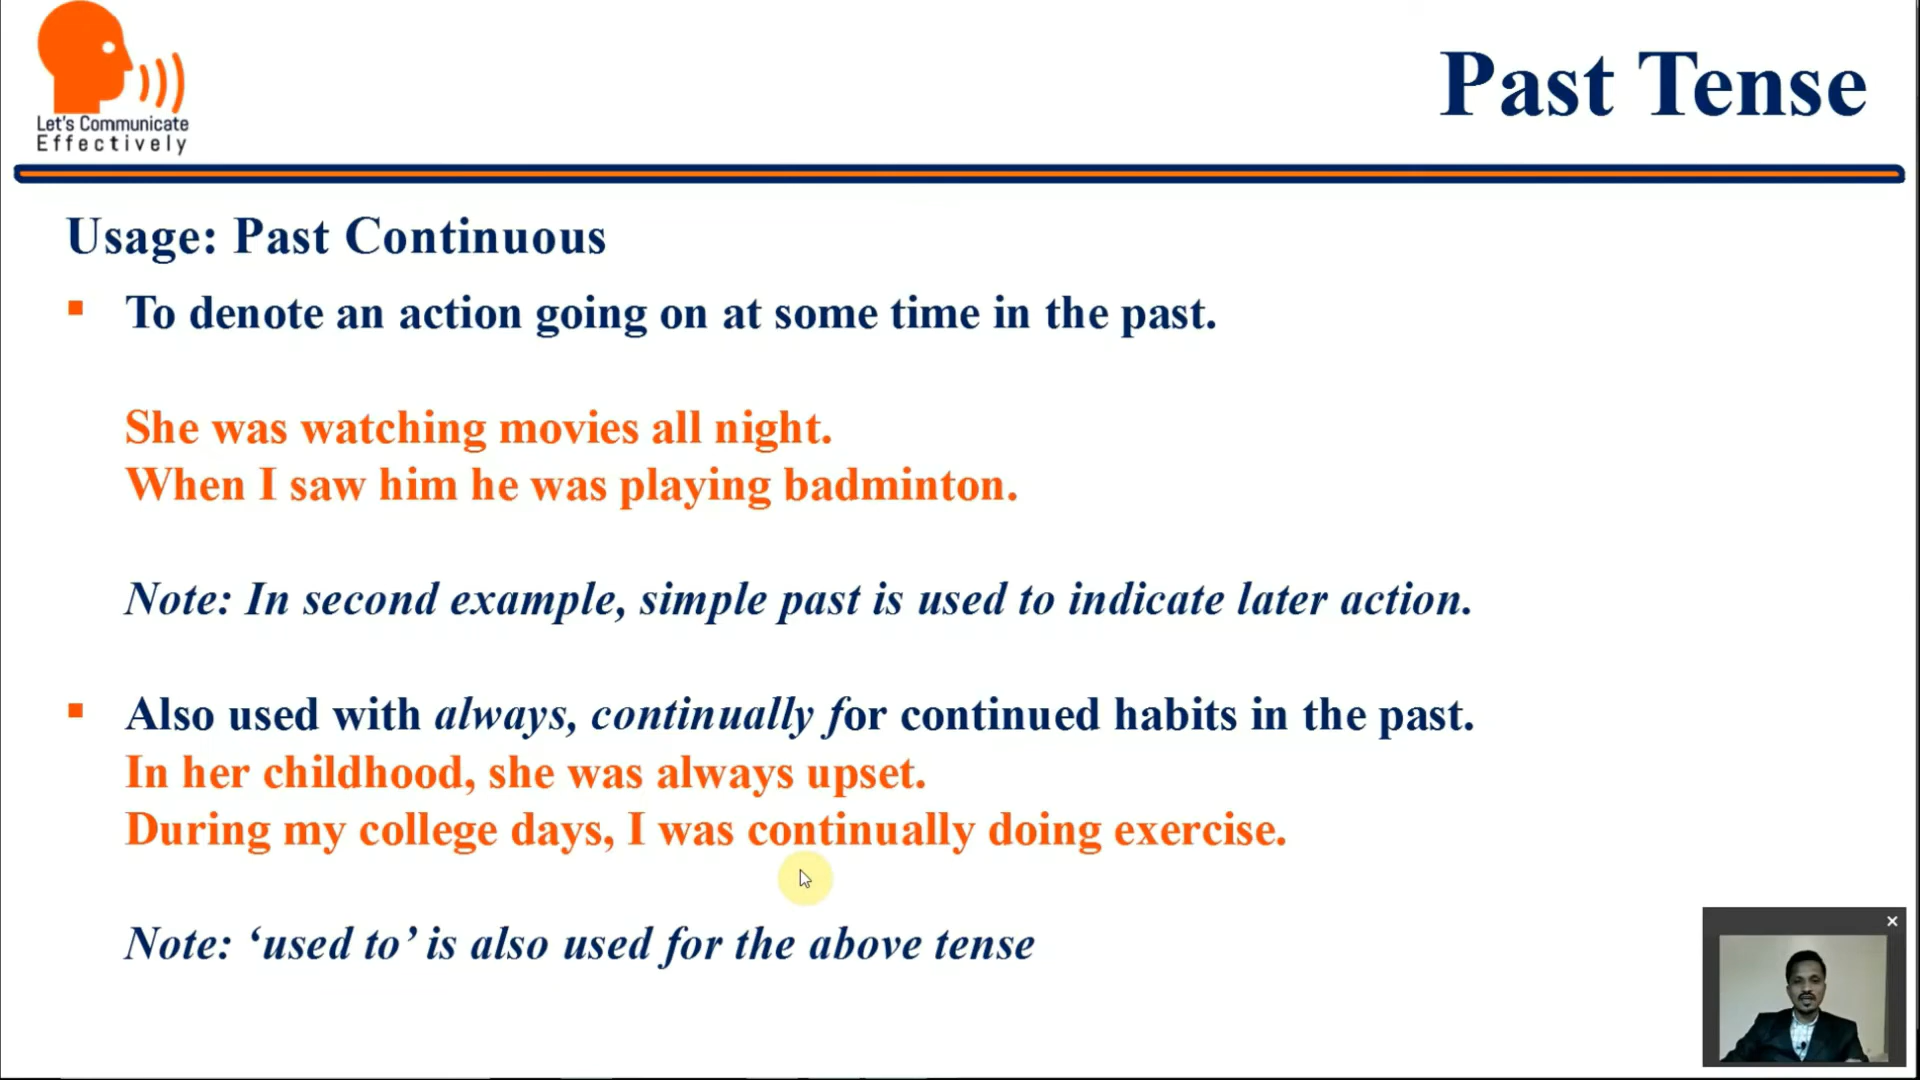 Let's Communicate
Effectively
Past Tense
Usage: Past Continuous
To denote an action going on at some time in the past.
She was watching movies all night.
When I saw him he was playing badminton.
Note: In second example, simple past is used to indicate later action.
Also used with always, continually for continued habits in the past.
In her childhood, she was always upset.
During my college days, I was continually doing exercise.
Note: ‘used to’ is also used for the above tense